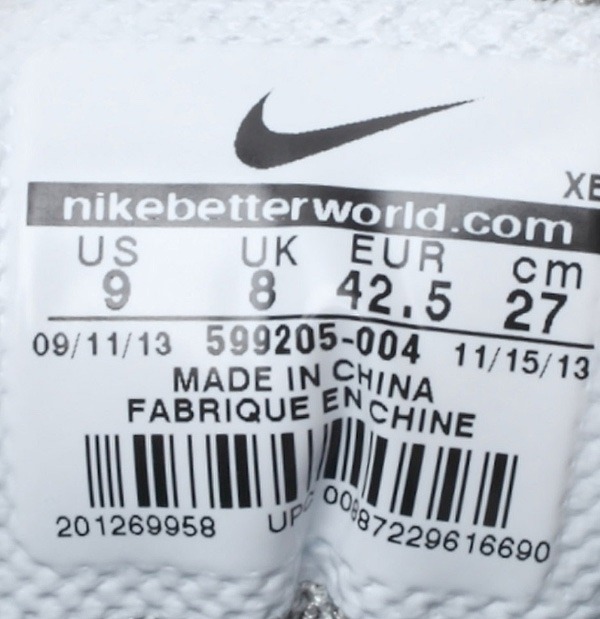 XE
nikebetterworld.com
US UK EUR cm
9 8 42.5 27
09/11/13 599205-004 11/15/13
MADE IN CHINA
FABRIQUE EN CHINE
201269958 UPC 00887229616690